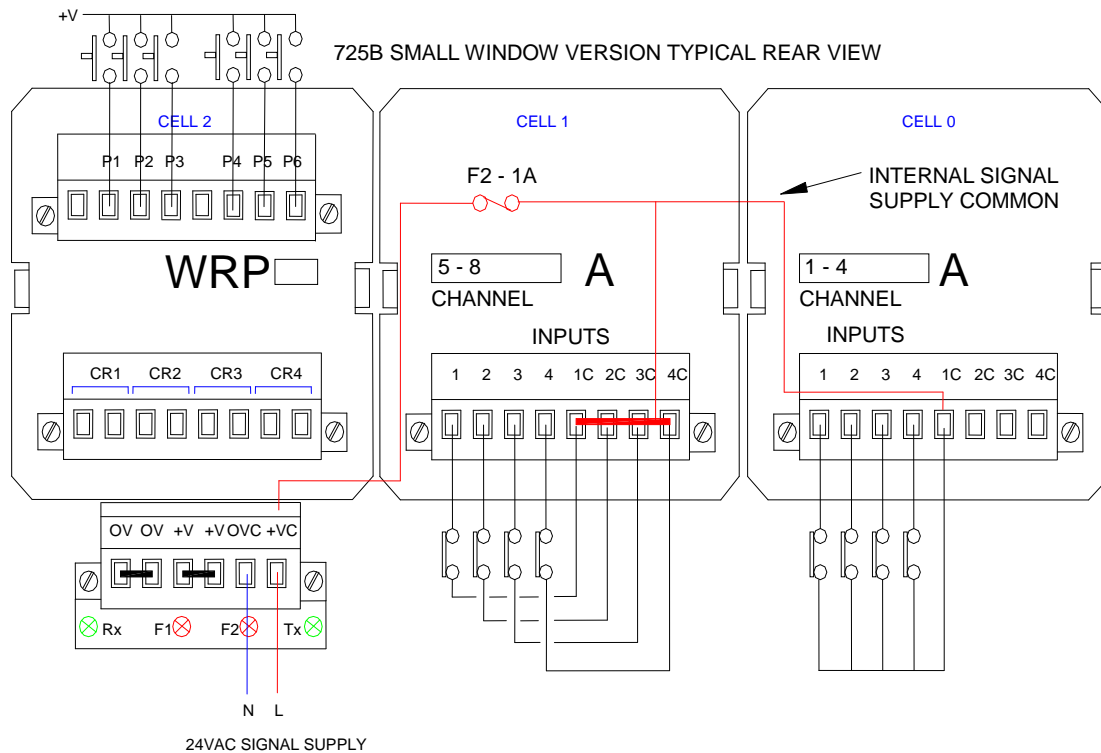 +V
725B SMALL WINDOW VERSION TYPICAL REAR VIEW
CELL 2
P1 P2 P3 P4 P5 P6
WRP
CR1 CR2 CR3 CR4
OV OV +V +V OVC +VC
Rx F1 F2 Tx
N L
24VAC SIGNAL SUPPLY
CELL 1
F2 - 1A
5 - 8 A
CHANNEL
INPUTS
1 2 3 4 1C 2C 3C 4C
CELL 0
INTERNAL SIGNAL
SUPPLY COMMON
1 - 4 A
CHANNEL
INPUTS
1 2 3 4 1C 2C 3C 4C